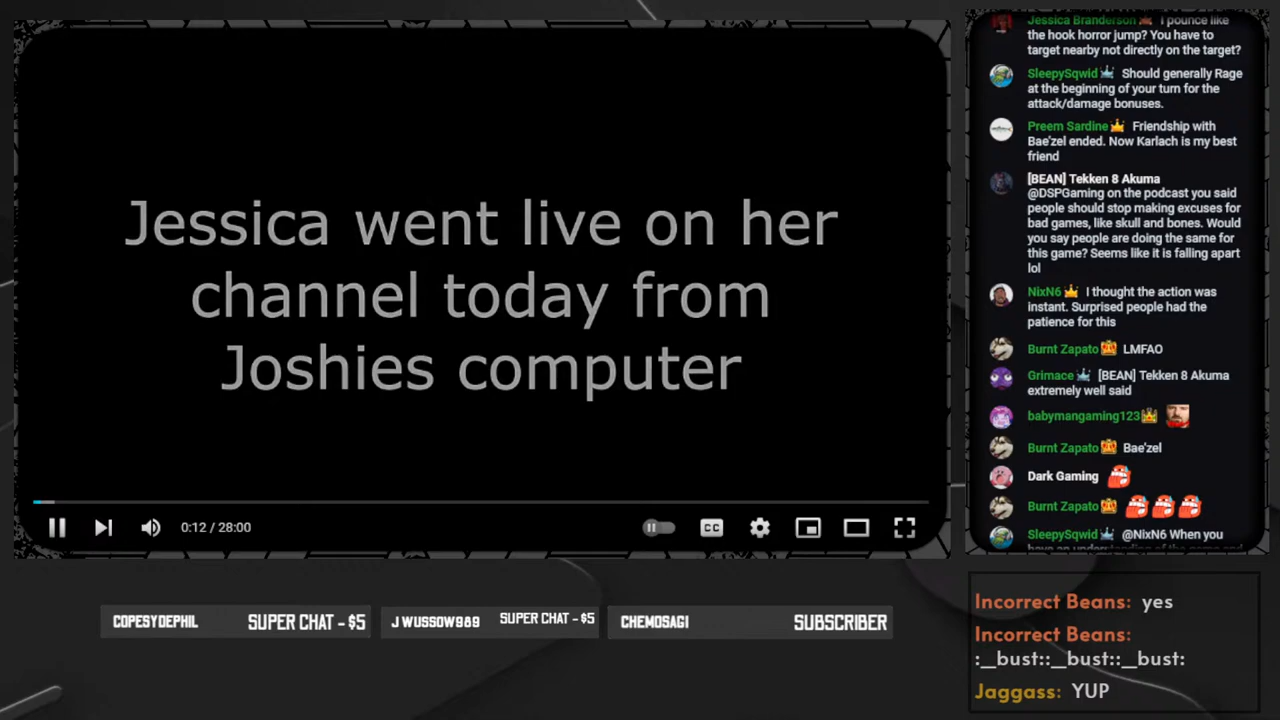 Jessica went live on her
channel today from
Joshies computer
0:12 / 28:00
CC
Jessica Branderson I pounce like
the hook horror jump? You have to
target nearby not directly on the target?
SleepySqwid Should generally Rage
at the beginning of your turn for the
attack/damage bonuses.
Preem Sardine Friendship with
Bae'zel ended. Now Karlach is my best
friend
[BEAN] Tekken 8 Akuma
@DSPGaming on the podcast you said
people should stop making excuses for
bad games, like skull and bones. Would
you say people are doing the same for
this game? Seems like it is falling apart
lol
NixN6 I thought the action was
instant. Surprised people had the
patience for this
Burnt Zapato LMFAO
Grimace [BEAN] Tekken 8 Akuma
extremely well said
babymangaming123
Burnt Zapato Bae'zel
Dark Gaming
Burnt Zapato
SleepySqwid @NixN6 When you
COPESYDEPHIL SUPER CHAT - $5
J WUSSOW989 SUPER CHAT - $5
CHEMOSAGI SUBSCRIBER
Incorrect Beans: yes
Incorrect Beans:
:_bust::_bust::_bust:
Jaggass: YUP